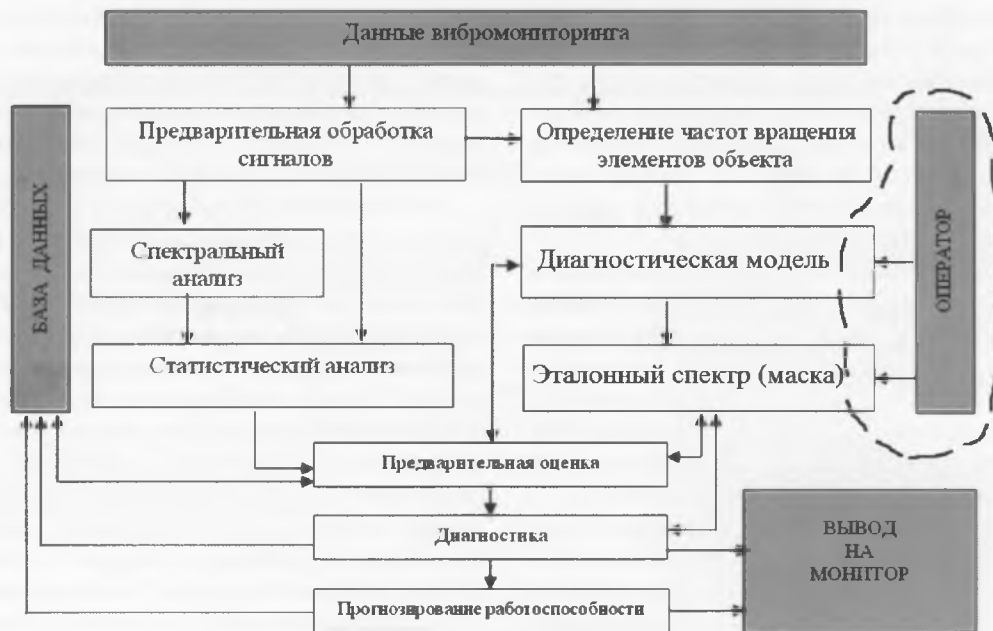 Данные вибромониторинга
Предварительная обработка
сигналов
Определение частот вращения
элементов объекта
БАЗА ДАННЫХ
Спектральный
анализ
Диагностическая модель
ОПЕРАТОР
Статистический анализ
Эталонный спектр (маска)
Предварительная оценка
Диагностика
ВЫВОД
НА
МОНИТОР
Прогнозирование работоспособности